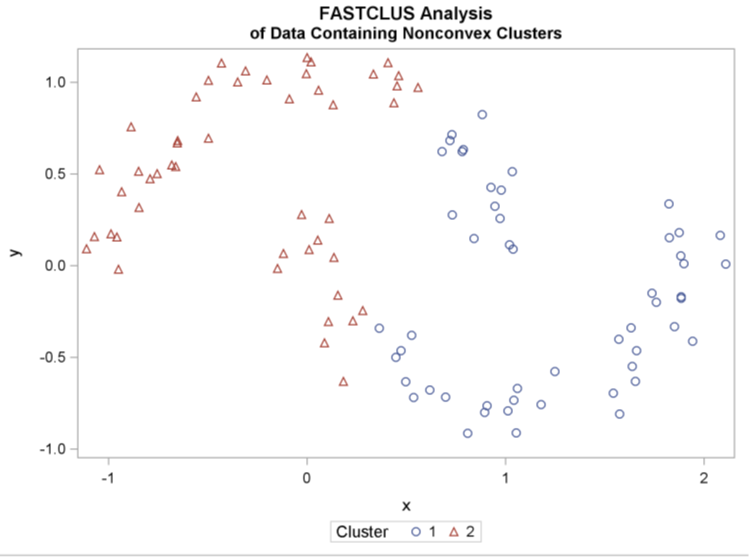 FASTCLUS Analysis
of Data Containing Nonconvex Clusters
1.0
0.5
0.0
-0.5
-1.0
y
-1 0 1 2
x
Cluster 1 2